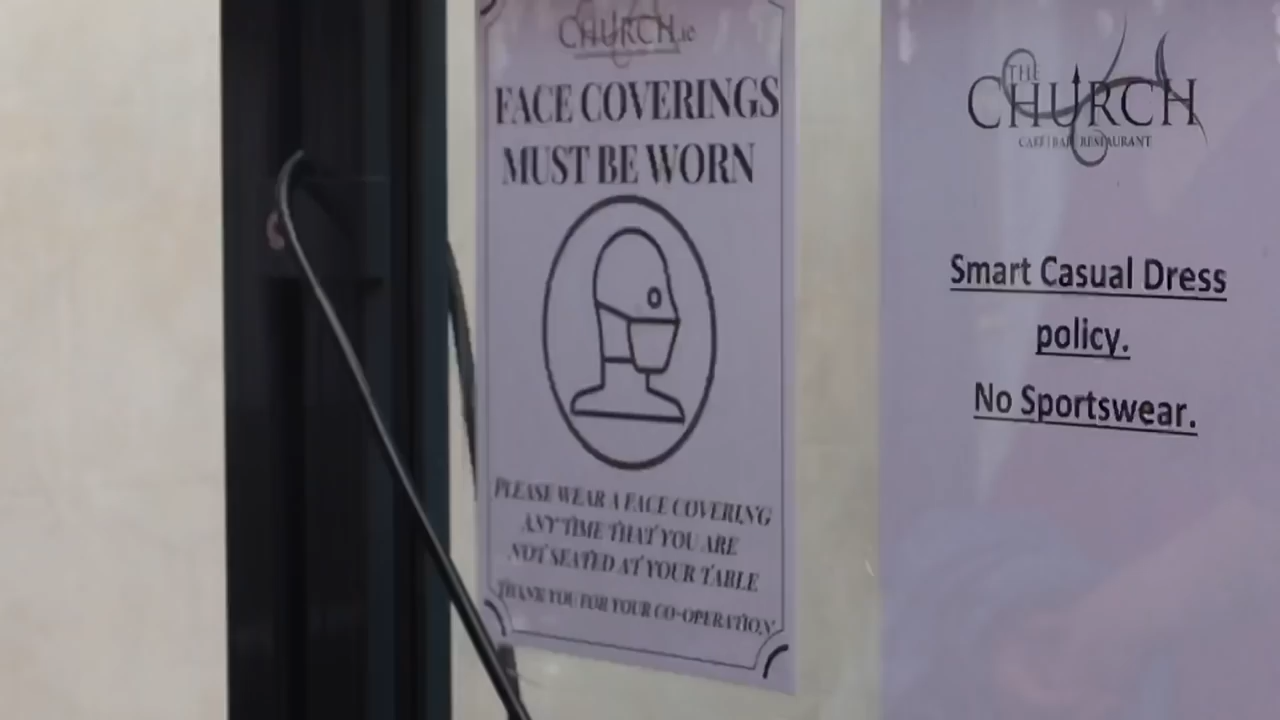 CHURCH.ie
FACE COVERINGS
MUST BE WORN
PLEASE WEAR A FACE COVERING
ANY TIME THAT YOU ARE
NOT SEATED AT YOUR TABLE
THANK YOU FOR YOUR CO-OPERATION
THE
CHURCH
CAFÉ | BAR | RESTAURANT
Smart Casual Dress
policy.
No Sportswear.